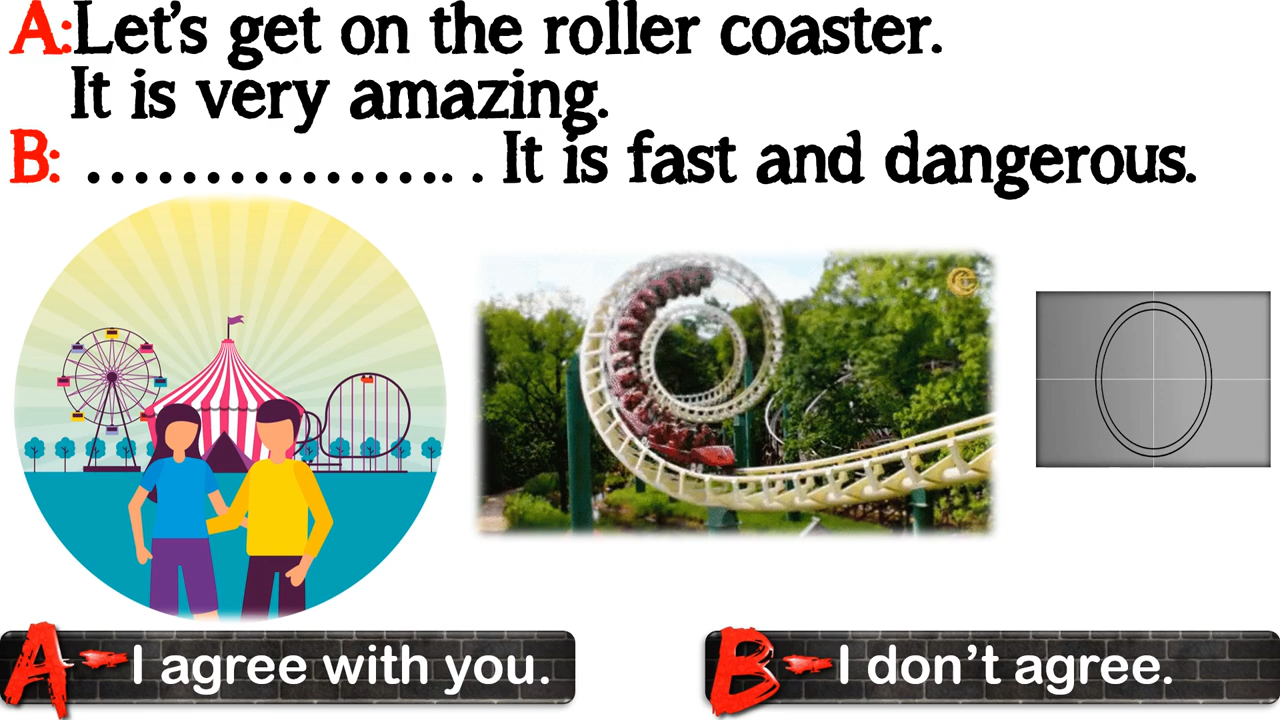 A:Let's get on the roller coaster.
It is very amazing.
B: ................. . It is fast and dangerous.
A- I agree with you.
B- I don't agree.